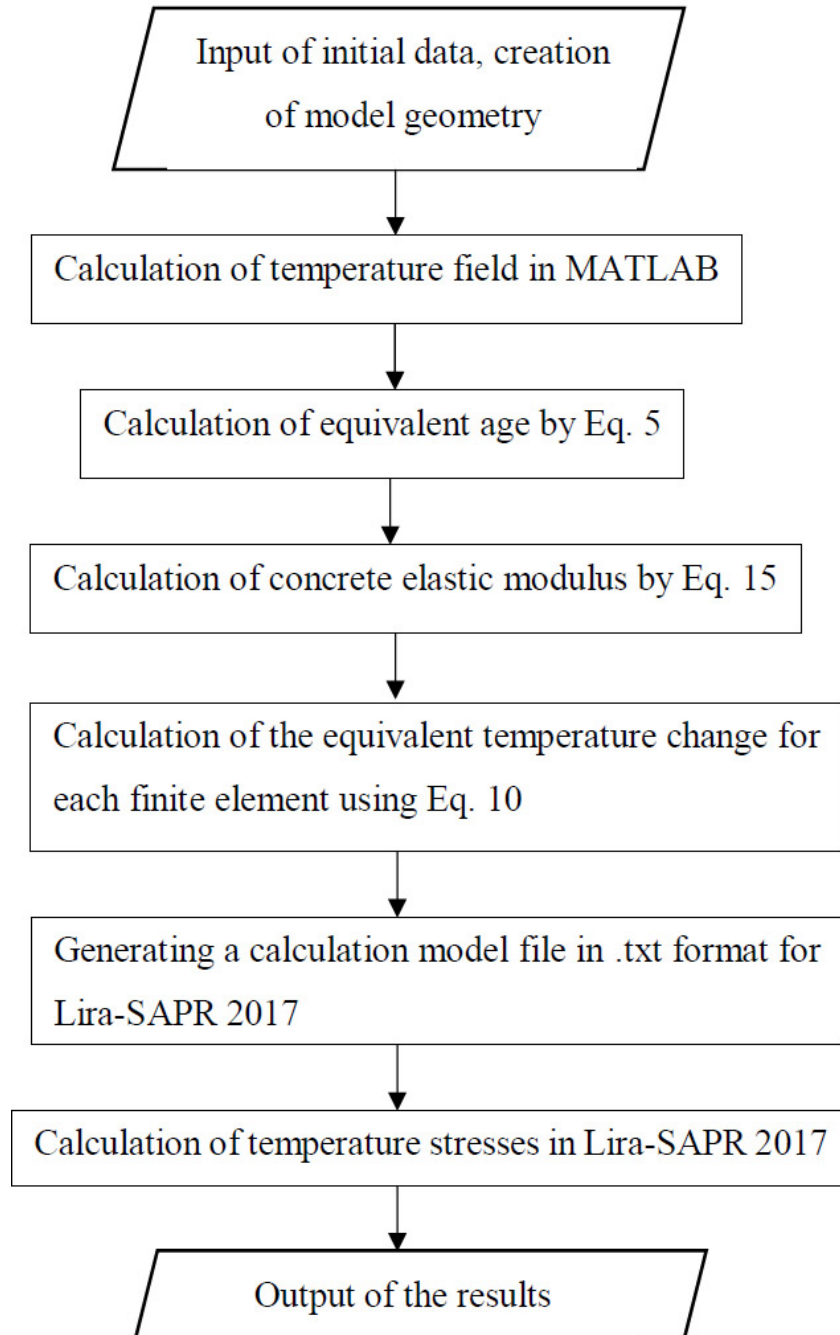 Input of initial data, creation
of model geometry
Calculation of temperature field in MATLAB
Calculation of equivalent age by Eq. 5
Calculation of concrete elastic modulus by Eq. 15
Calculation of the equivalent temperature change for
each finite element using Eq. 10
Generating a calculation model file in .txt format for
Lira-SAPR 2017
Calculation of temperature stresses in Lira-SAPR 2017
Output of the results